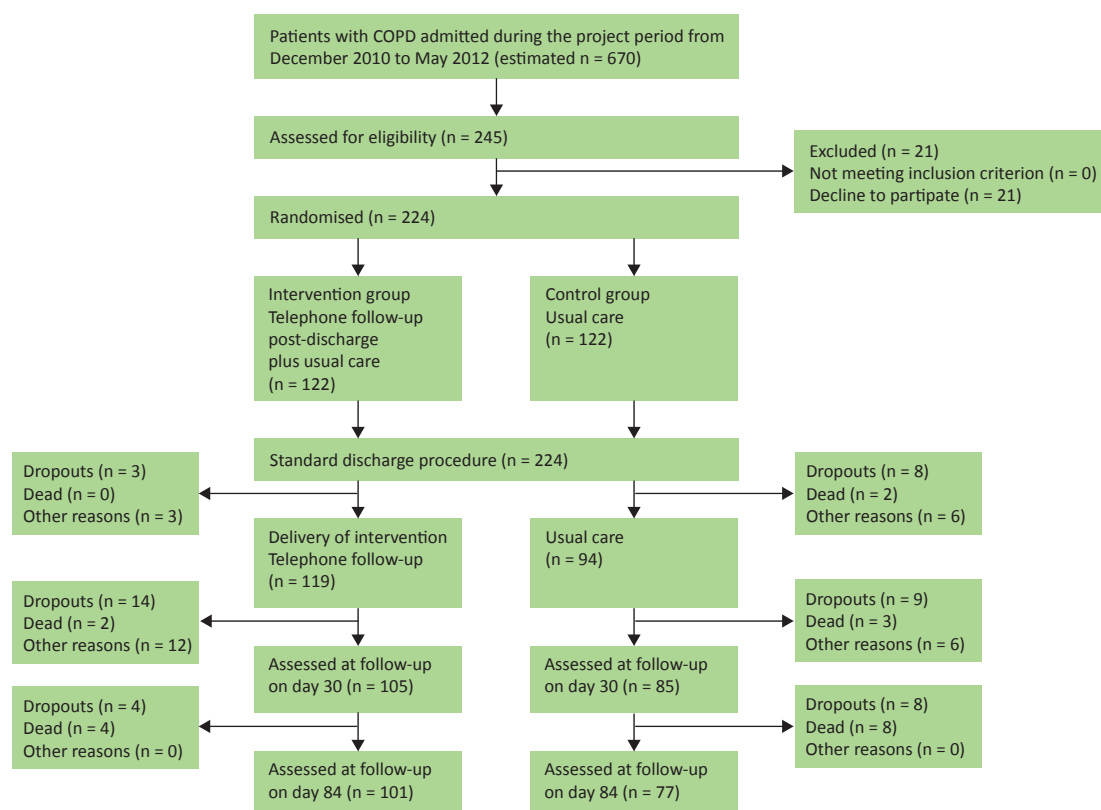 Patients with COPD admitted during the project period from
December 2010 to May 2012 (estimated n = 670)
Assessed for eligibility (n = 245)
Excluded (n = 21)
Not meeting inclusion criterion (n = 0)
Decline to partipate (n = 21)
Randomised (n = 224)
Intervention group
Telephone follow-up
post-discharge
plus usual care
(n = 122)
Control group
Usual care
(n = 122)
Standard discharge procedure (n = 224)
Dropouts (n = 3)
Dead (n = 0)
Other reasons (n = 3)
Dropouts (n = 8)
Dead (n = 2)
Other reasons (n = 6)
Delivery of intervention
Telephone follow-up
(n = 119)
Usual care
(n = 94)
Dropouts (n = 14)
Dead (n = 2)
Other reasons (n = 12)
Dropouts (n = 9)
Dead (n = 3)
Other reasons (n = 6)
Assessed at follow-up
on day 30 (n = 105)
Assessed at follow-up
on day 30 (n = 85)
Dropouts (n = 4)
Dead (n = 4)
Other reasons (n = 0)
Dropouts (n = 8)
Dead (n = 8)
Other reasons (n = 0)
Assessed at follow-up
on day 84 (n = 101)
Assessed at follow-up
on day 84 (n = 77)